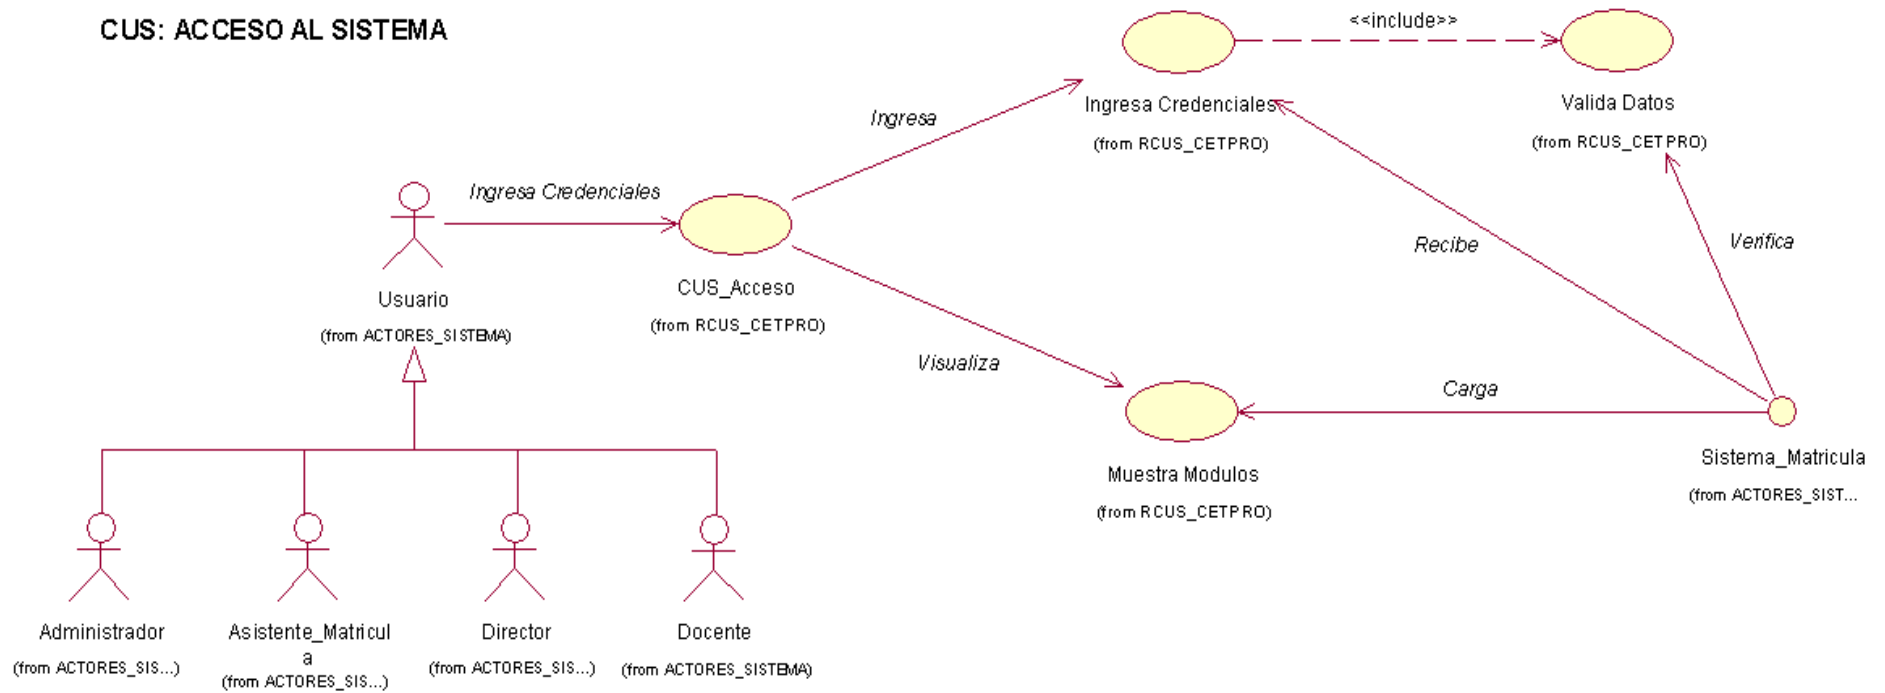 CUS: ACCESO AL SISTEMA
<<include>>
Ingresa Credenciales
(from RCUS_CETPRO)
Valida Datos
(from RCUS_CETPRO)
Ingresa
Ingresa Credenciales
Usuario
(from ACTORES_SISTEMA)
CUS_Acceso
(from RCUS_CETPRO)
Recibe
Verifica
Visualiza
Carga
Muestra Modulos
(from RCUS_CETPRO)
Sistema_Matricula
(from ACTORES_SIST...
Administrador
(from ACTORES_SIS...)
Asistente_Matricul
a
(from ACTORES_SIS...)
Director
(from ACTORES_SIS...)
Docente
(from ACTORES_SISTEMA)